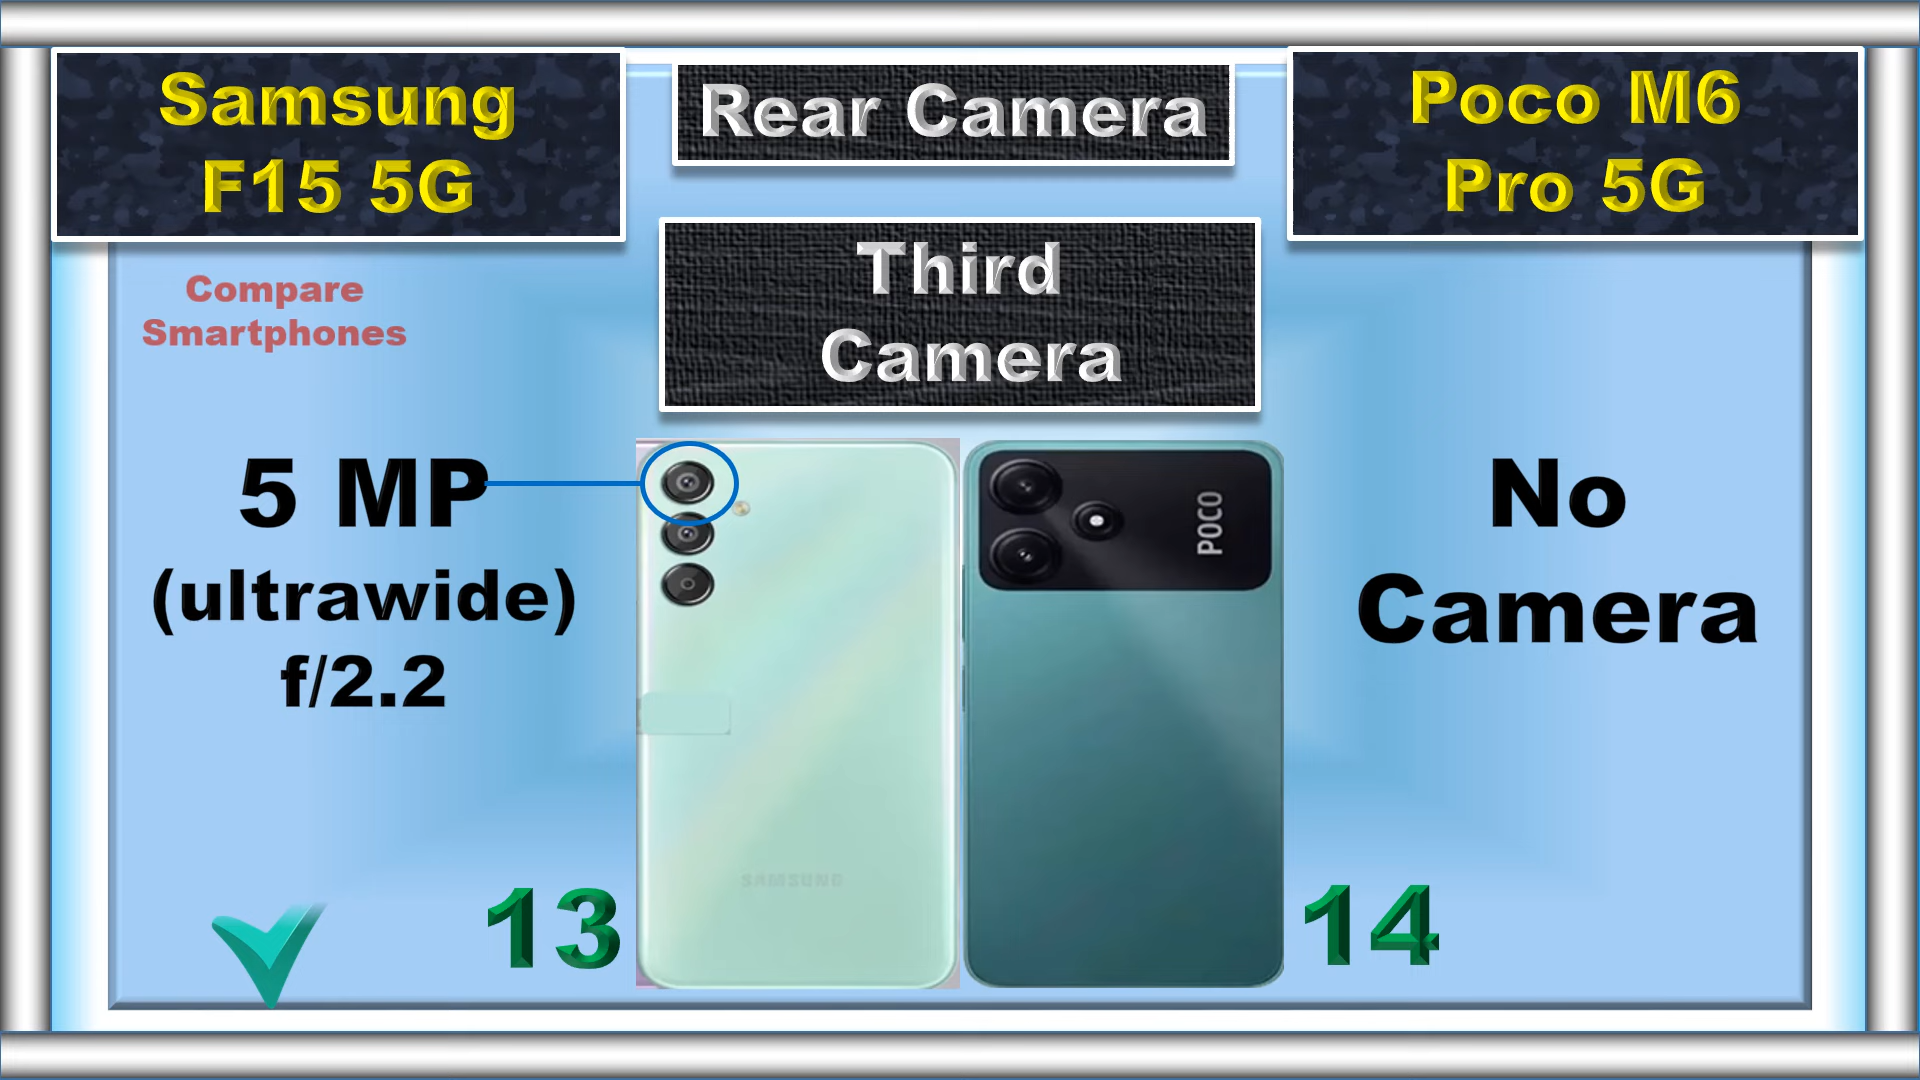 Samsung
F15 5G
Rear Camera
Poco M6
Pro 5G
Third
Camera
Compare
Smartphones
5 MP
(ultrawide)
f/2.2
No
Camera
POCO
SAMSUNG
13
14